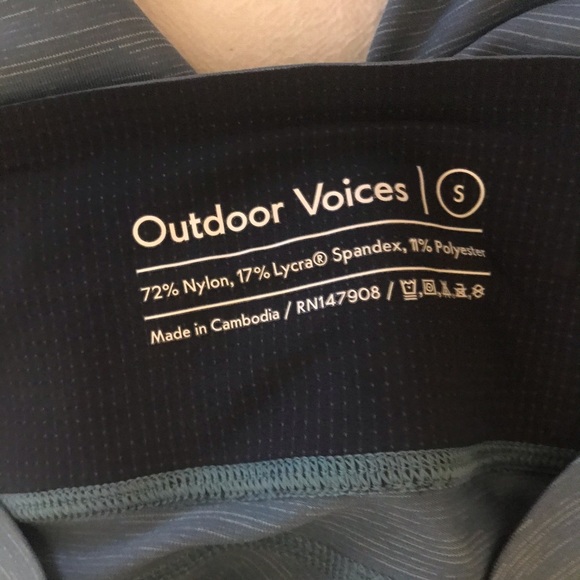 Outdoor Voices | S
72% Nylon, 17% Lycra® Spandex, 11% Polyester
Made in Cambodia / RN147908 /